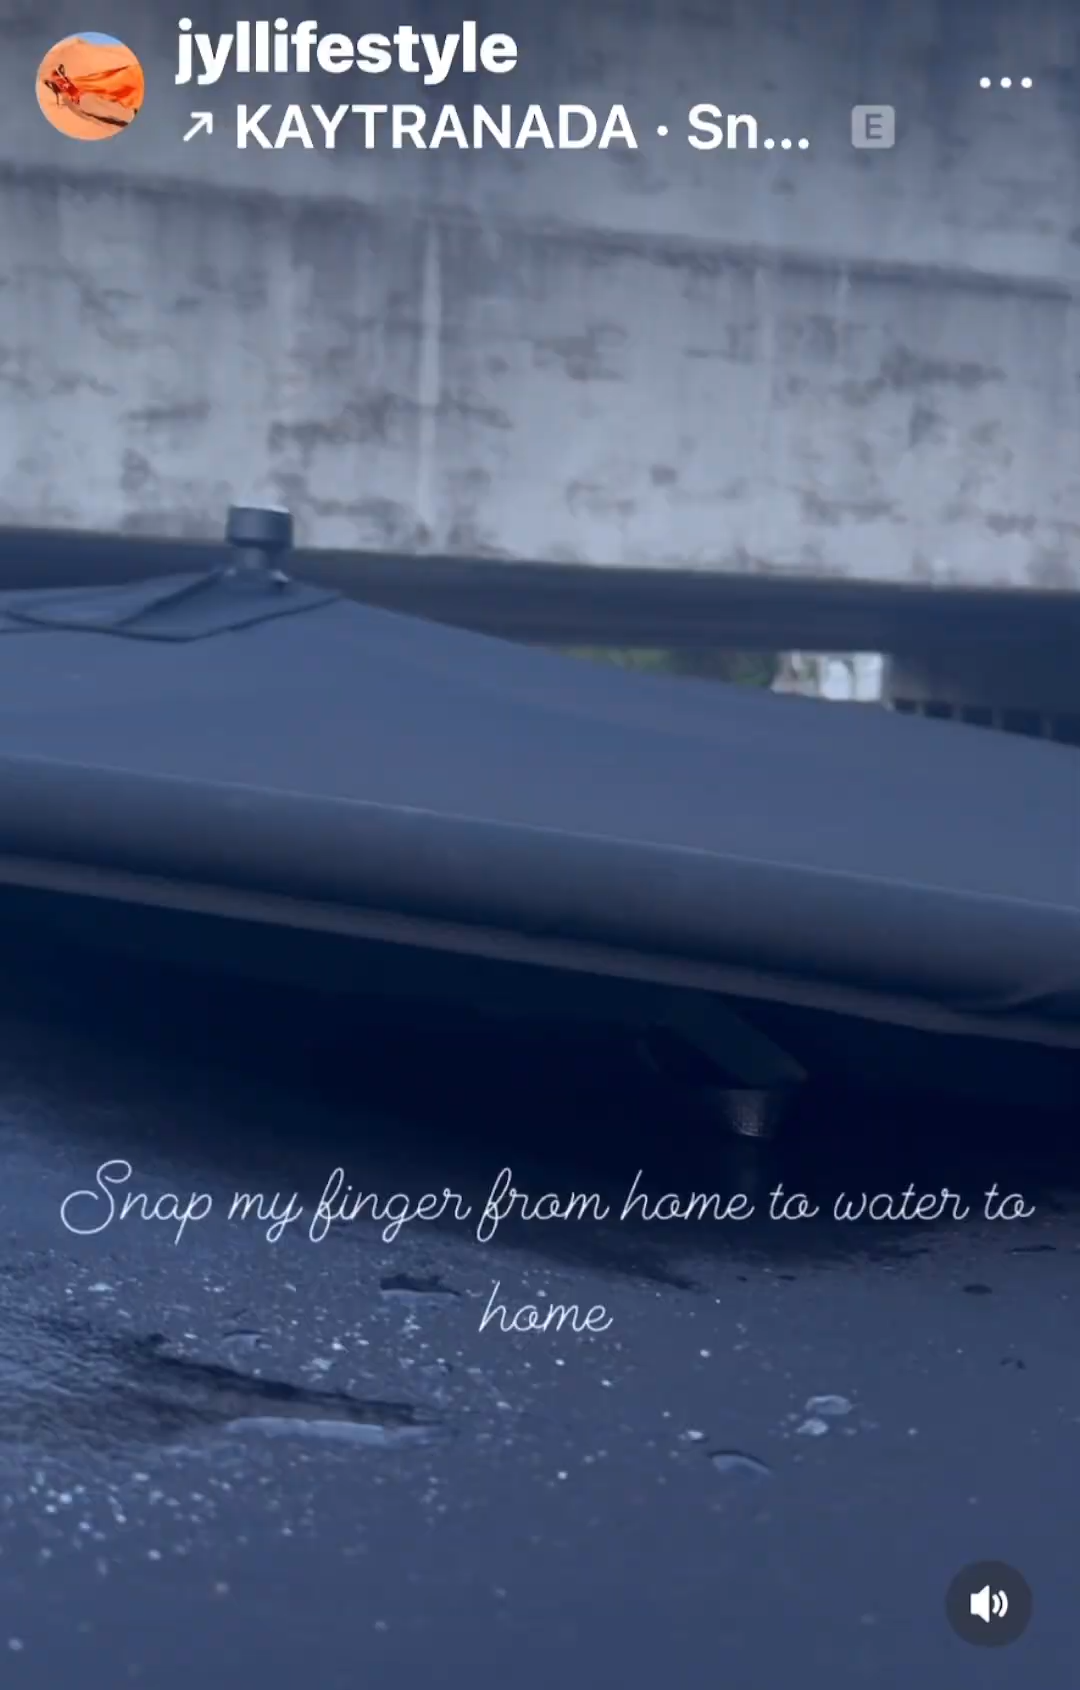 jyllifestyle
↗ KAYTRANADA · Sn... E
Snap my finger from home to water to
home